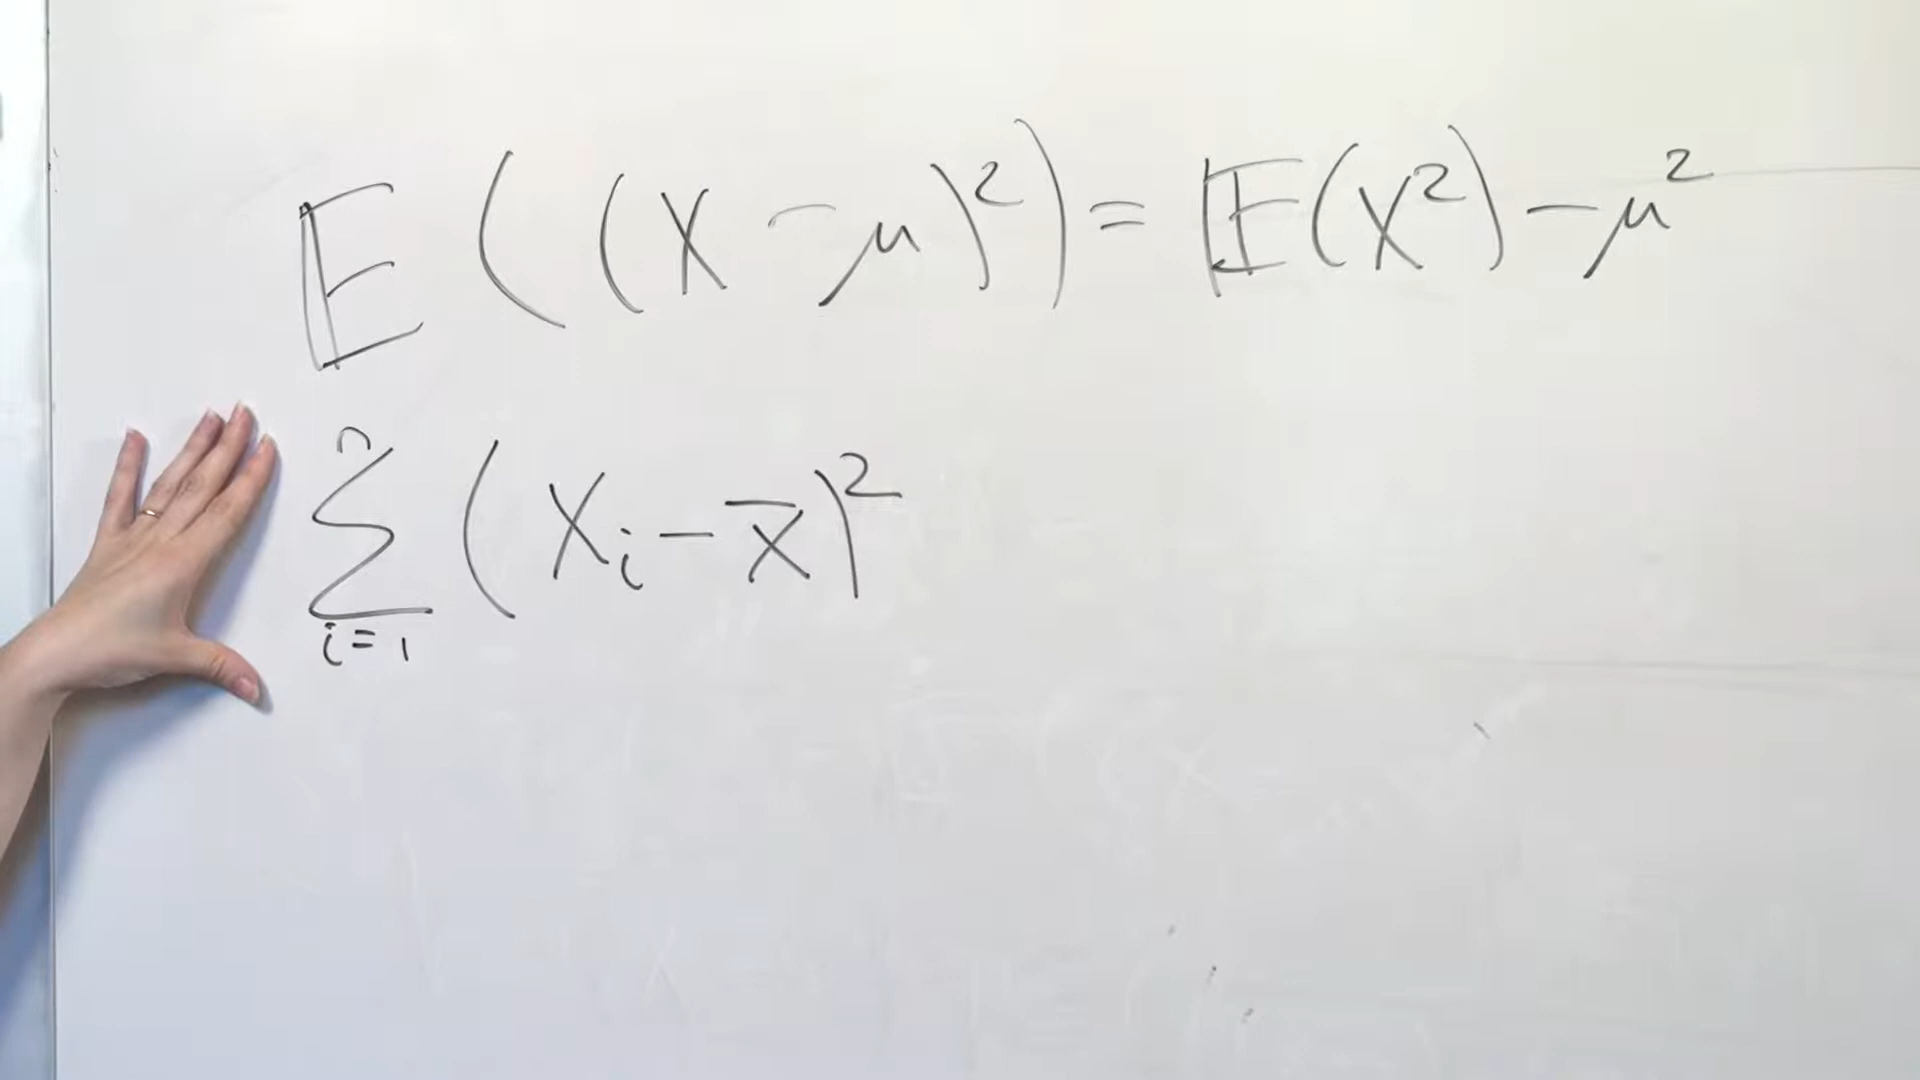 𝔼((X − μ)²) = 𝔼(X²) − μ²
n
Σ (Xᵢ − x̄)²
i=1